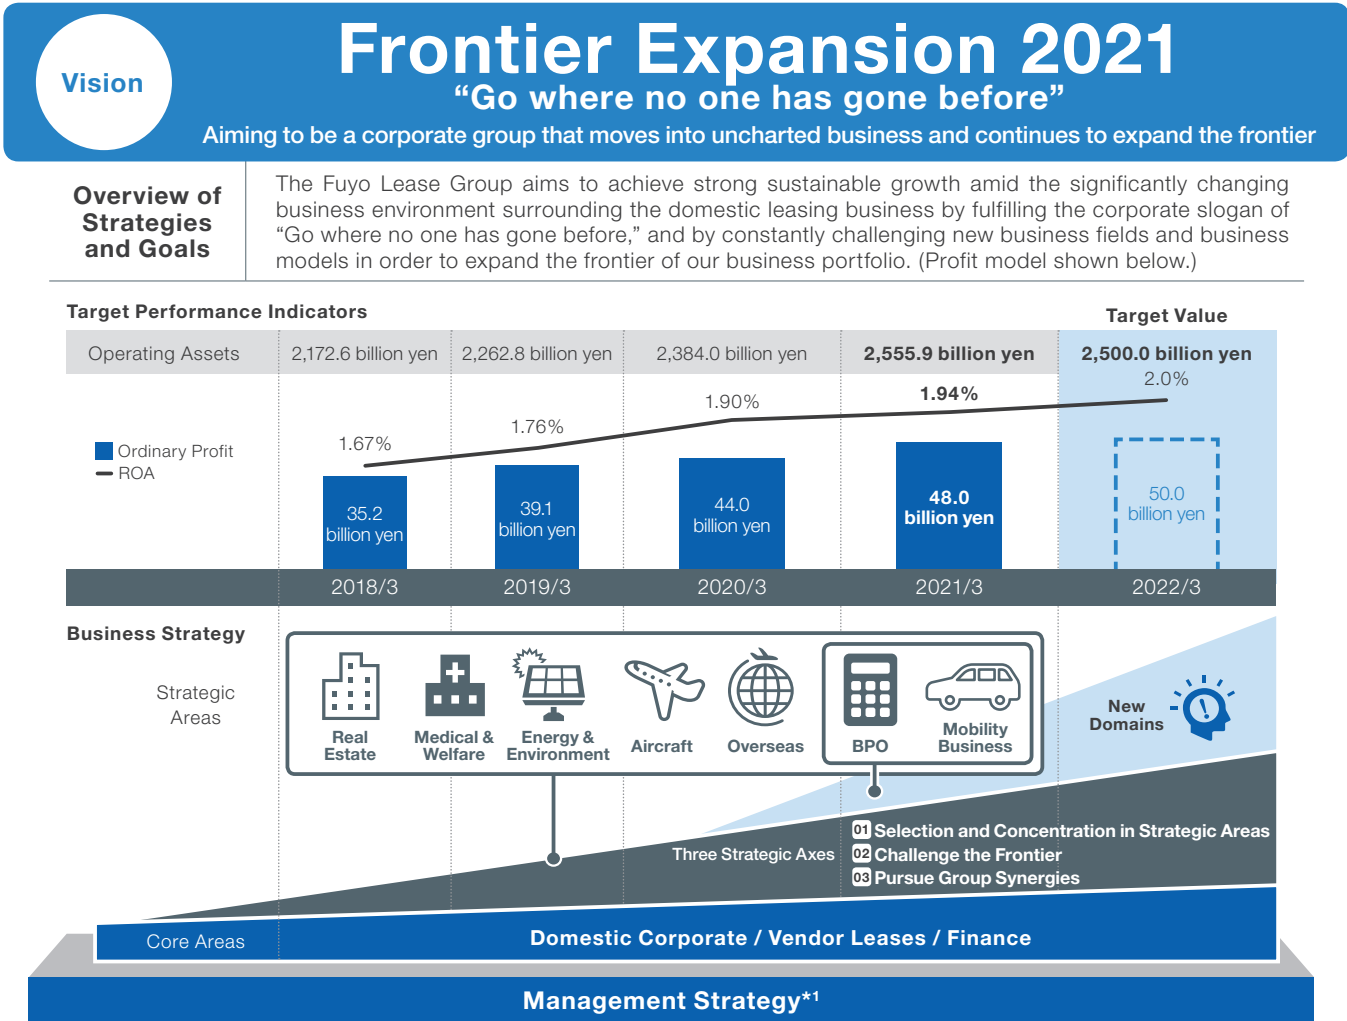 Vision
Frontier Expansion 2021
“Go where no one has gone before”
Aiming to be a corporate group that moves into uncharted business and continues to expand the frontier
Overview of
Strategies
and Goals
The Fuyo Lease Group aims to achieve strong sustainable growth amid the significantly changing
business environment surrounding the domestic leasing business by fulfilling the corporate slogan of
“Go where no one has gone before,” and by constantly challenging new business fields and business
models in order to expand the frontier of our business portfolio. (Profit model shown below.)
Target Performance Indicators
Target Value
Operating Assets
2,172.6 billion yen
2,262.8 billion yen
2,384.0 billion yen
2,555.9 billion yen
2,500.0 billion yen
1.67%
1.76%
1.90%
1.94%
2.0%
Ordinary Profit
ROA
35.2
billion yen
39.1
billion yen
44.0
billion yen
48.0
billion yen
50.0
billion yen
2018/3
2019/3
2020/3
2021/3
2022/3
Business Strategy
Strategic
Areas
Real
Estate
Medical &
Welfare
Energy &
Environment
Aircraft
Overseas
BPO
Mobility
Business
New
Domains
Three Strategic Axes
01 Selection and Concentration in Strategic Areas
02 Challenge the Frontier
03 Pursue Group Synergies
Core Areas
Domestic Corporate / Vendor Leases / Finance
Management Strategy*1